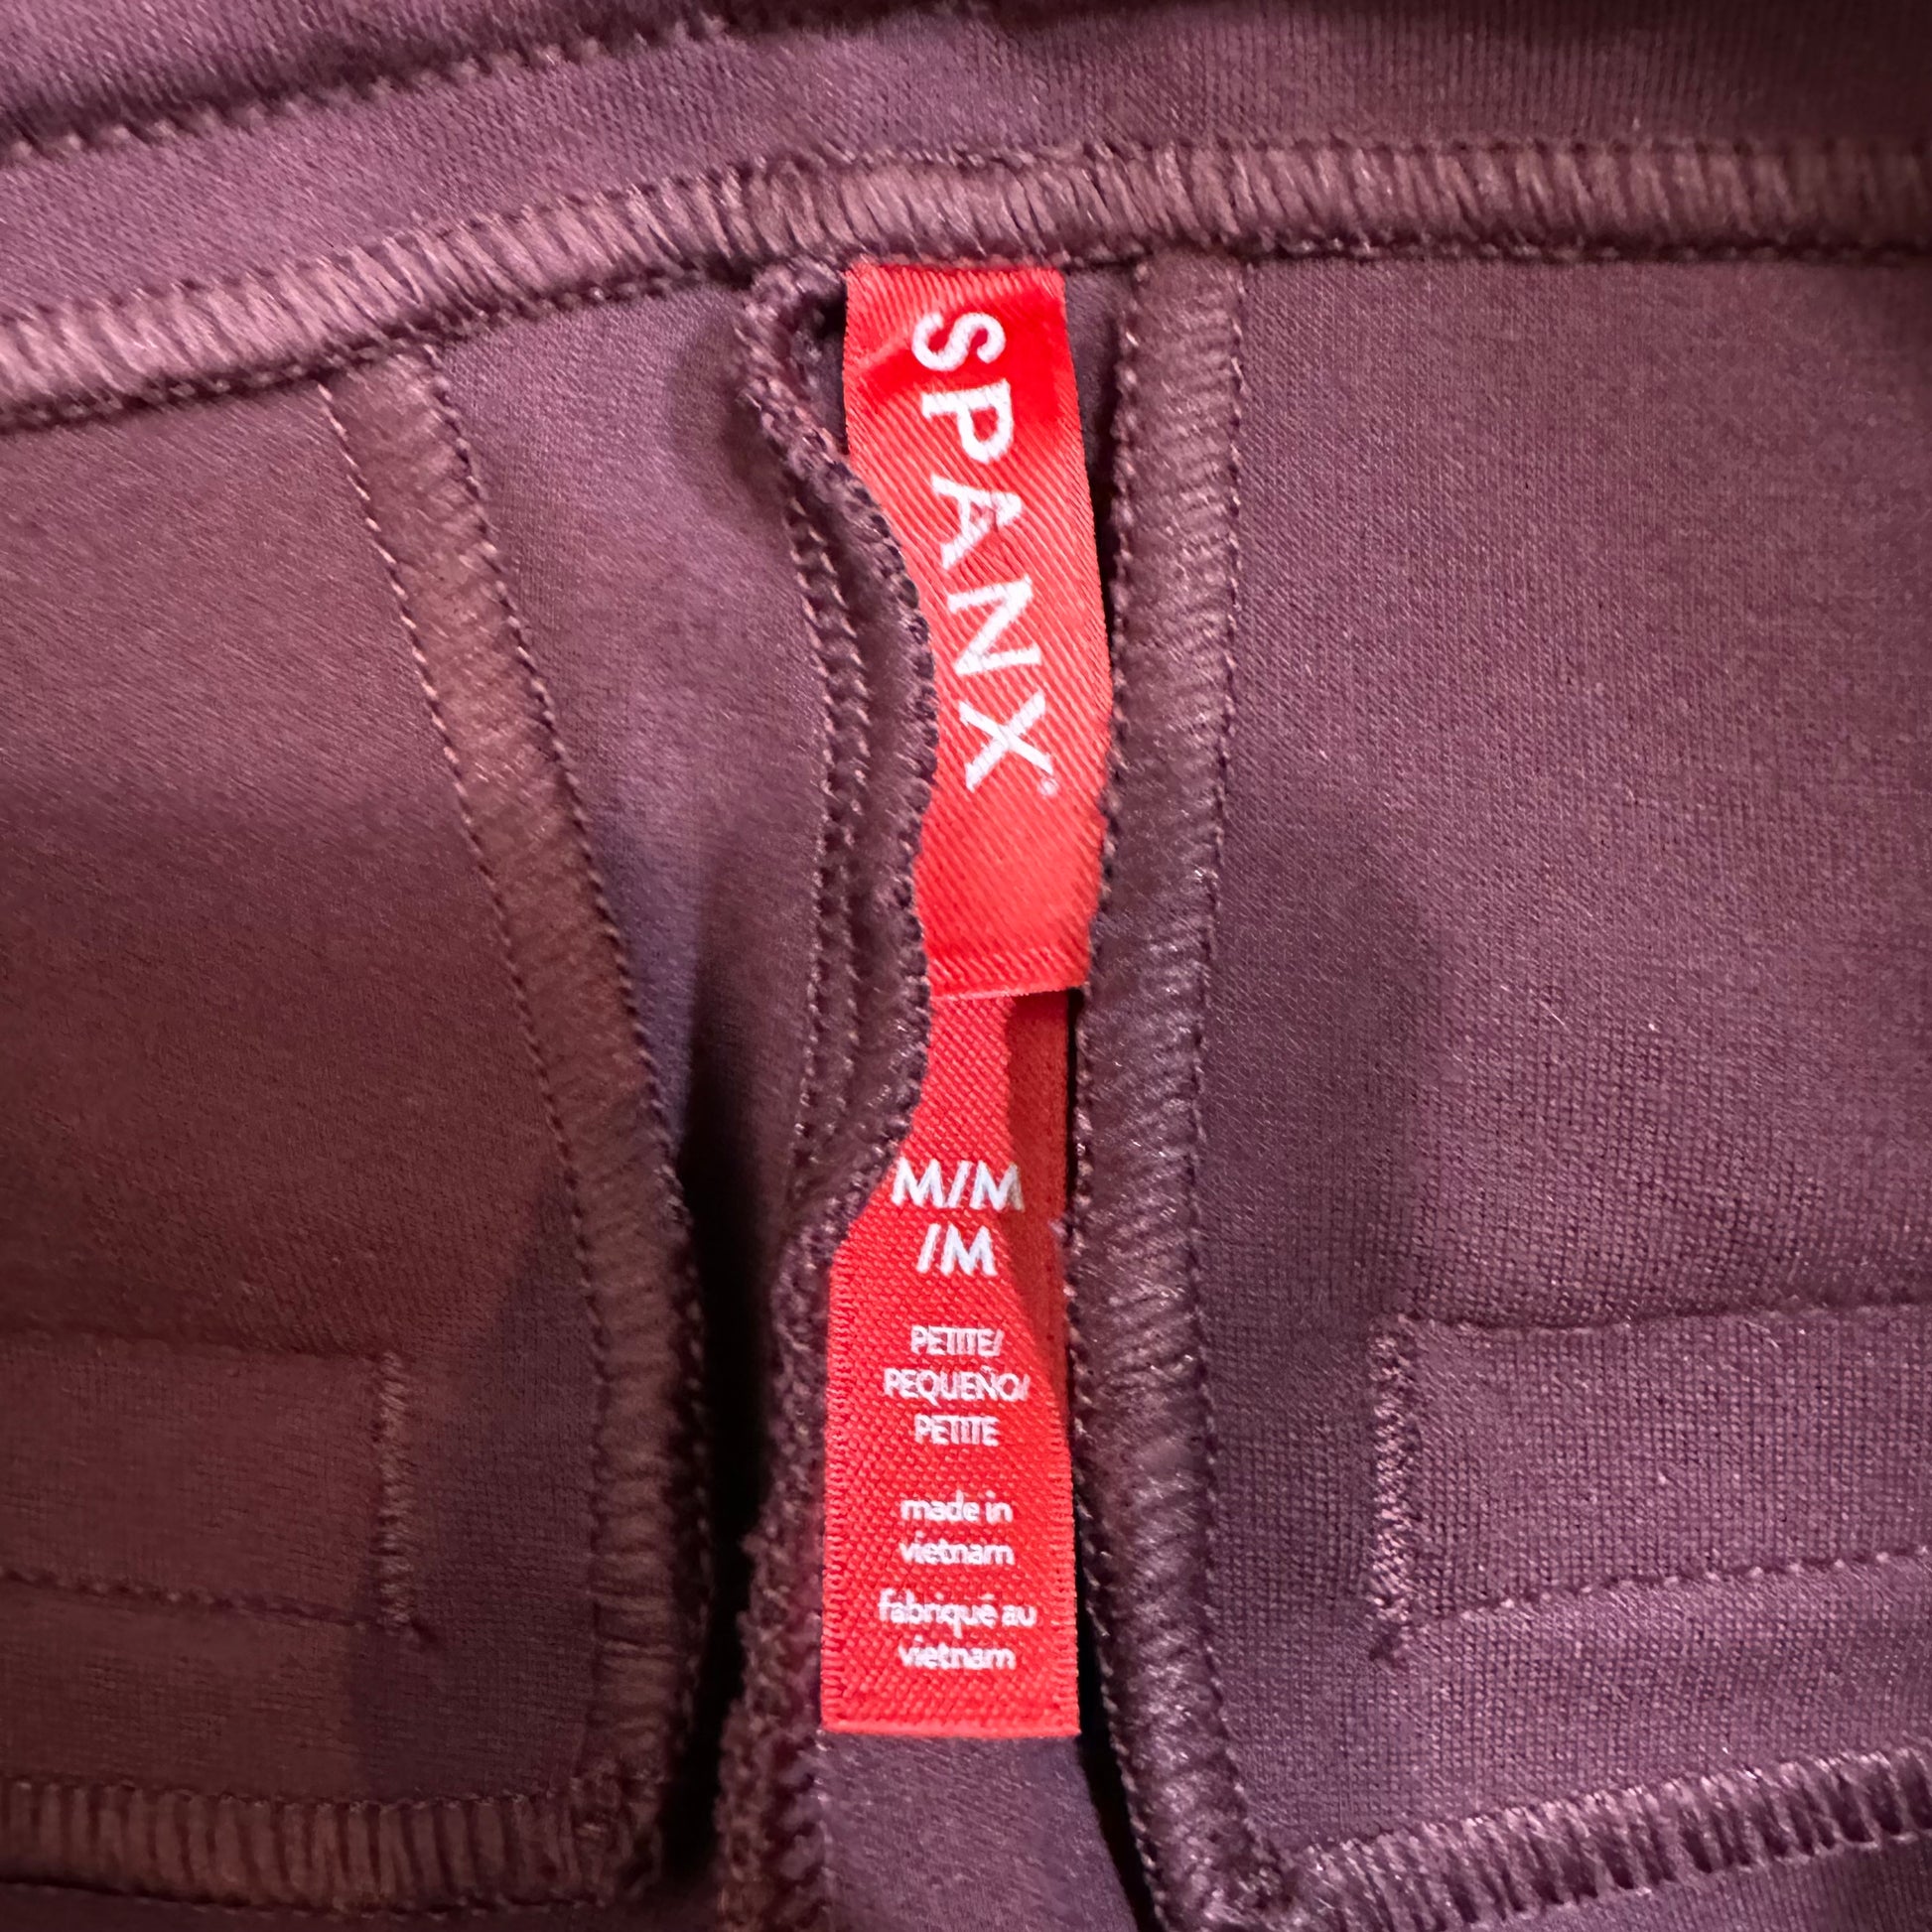 SPANX
M/M
/M
PETITE/
PEQUEÑO/
PETITE
made in
vietnam
fabriqué au
vietnam